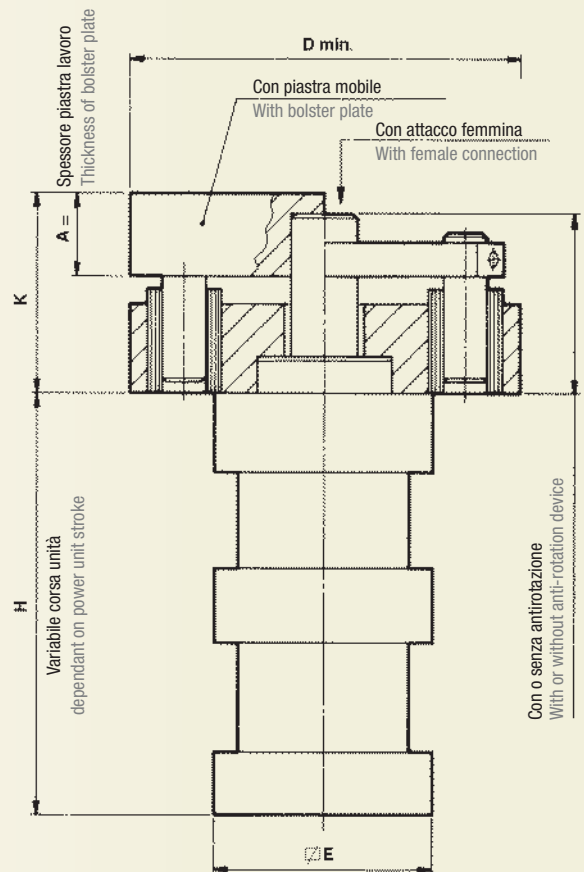 D min.
Con piastra mobile
With bolster plate
Con attacco femmina
With female connection
Spessore piastra lavoro
Thickness of bolster plate
A =
K
H
Variabile corsa unità
dependant on power unit stroke
Con o senza antirotazione
With or without anti-rotation device
E